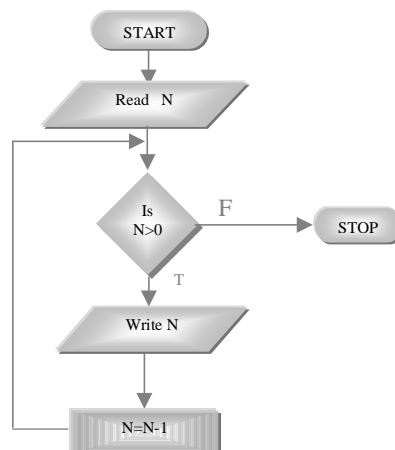 START
Read N
Is
N>0
F
STOP
T
Write N
N=N-1